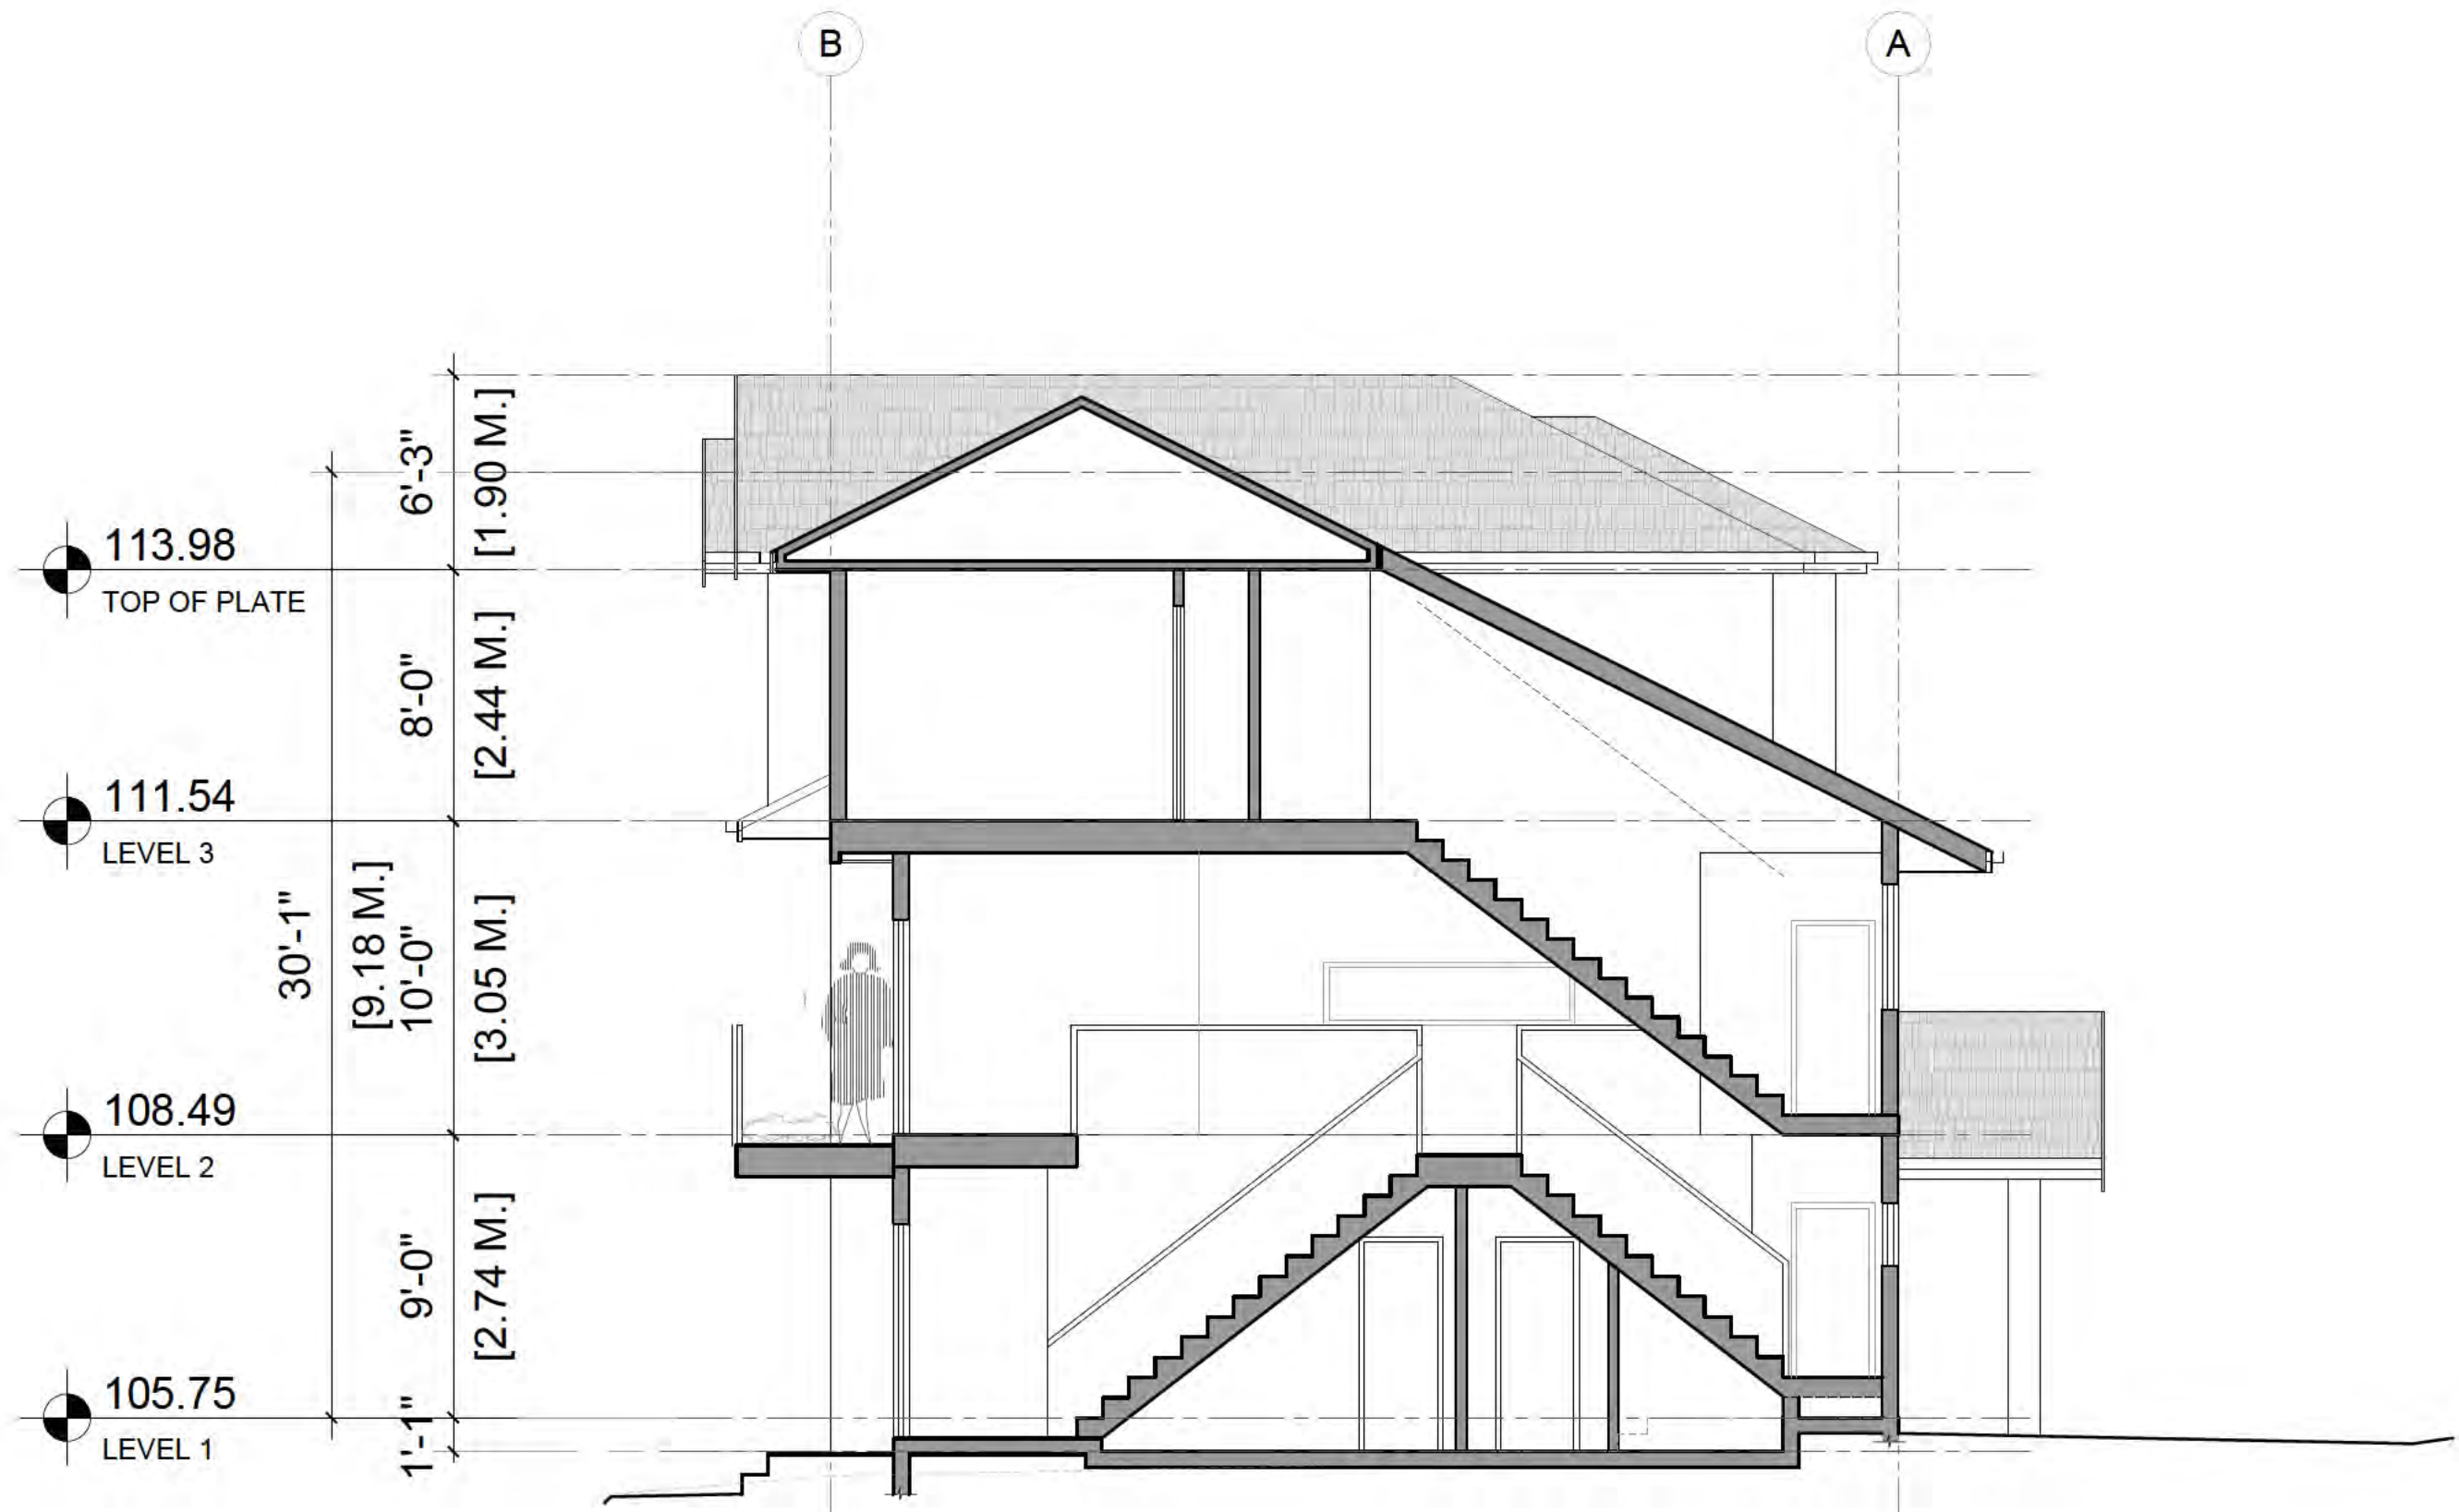 B
A
6'-3"
[1.90 M.]
113.98
TOP OF PLATE
8'-0"
[2.44 M.]
111.54
LEVEL 3
30'-1"
[9.18 M.]
10'-0"
[3.05 M.]
108.49
LEVEL 2
9'-0"
[2.74 M.]
105.75
LEVEL 1
1'-1"